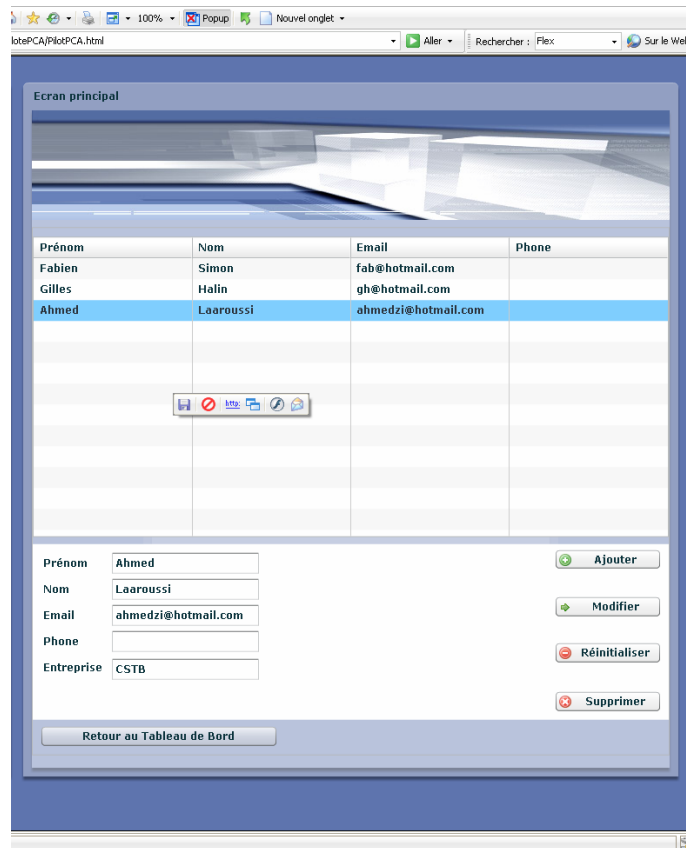 100% Popup Nouvel onglet
lotePCA/PilotPCA.html Aller Rechercher : Flex Sur le Wel
Ecran principal
Prénom Nom Email Phone
Fabien Simon fab@hotmail.com
Gilles Halin gh@hotmail.com
Ahmed Laaroussi ahmedzi@hotmail.com
http:
Prénom Ahmed Ajouter
Nom Laaroussi
Email ahmedzi@hotmail.com Modifier
Phone
Entreprise CSTB Réinitialiser
Supprimer
Retour au Tableau de Bord